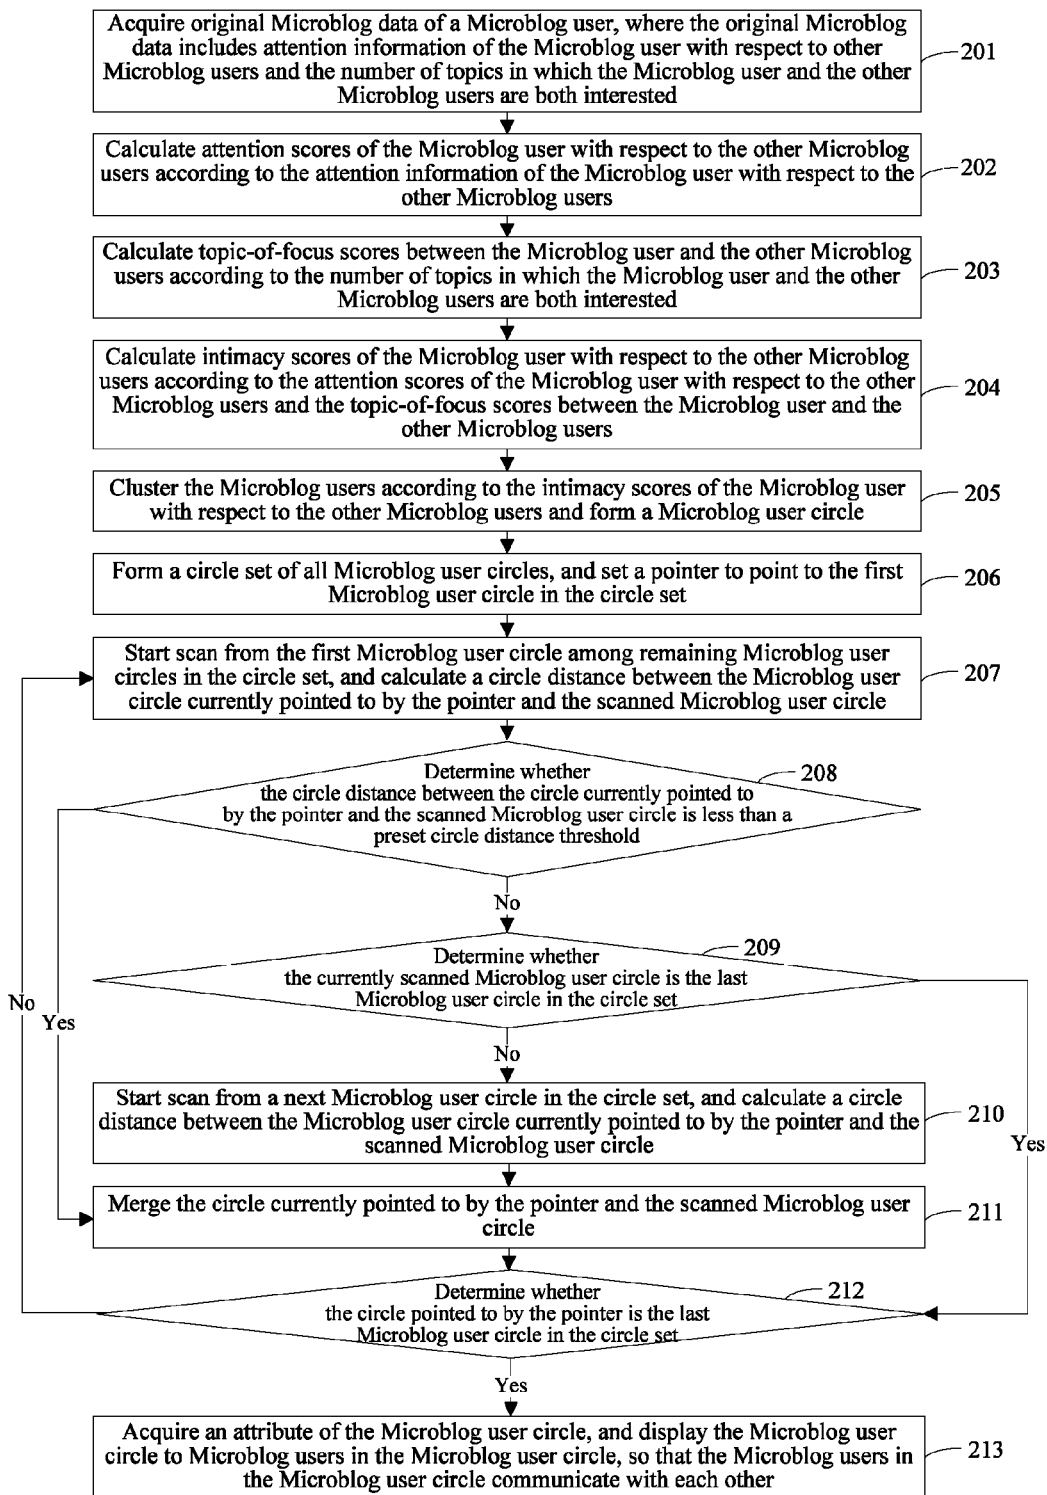 Acquire original Microblog data of a Microblog user, where the original Microblog
data includes attention information of the Microblog user with respect to other
Microblog users and the number of topics in which the Microblog user and the other
Microblog users are both interested
201
Calculate attention scores of the Microblog user with respect to the other Microblog
users according to the attention information of the Microblog user with respect to the
other Microblog users
202
Calculate topic-of-focus scores between the Microblog user and the other Microblog
users according to the number of topics in which the Microblog user and the other
Microblog users are both interested
203
Calculate intimacy scores of the Microblog user with respect to the other Microblog
users according to the attention scores of the Microblog user with respect to the other
Microblog users and the topic-of-focus scores between the Microblog user and the
other Microblog users
204
Cluster the Microblog users according to the intimacy scores of the Microblog user
with respect to the other Microblog users and form a Microblog user circle
205
Form a circle set of all Microblog user circles, and set a pointer to point to the first
Microblog user circle in the circle set
206
Start scan from the first Microblog user circle among remaining Microblog user
circles in the circle set, and calculate a circle distance between the Microblog user
circle currently pointed to by the pointer and the scanned Microblog user circle
207
Determine whether
the circle distance between the circle currently pointed to
by the pointer and the scanned Microblog user circle is less than a
preset circle distance threshold
208
No
Determine whether
the currently scanned Microblog user circle is the last
Microblog user circle in the circle set
209
No
Yes
No
Start scan from a next Microblog user circle in the circle set, and calculate a circle
distance between the Microblog user circle currently pointed to by the pointer and the
scanned Microblog user circle
210
Yes
Merge the circle currently pointed to by the pointer and the scanned Microblog user
circle
211
Determine whether
the circle pointed to by the pointer is the last
Microblog user circle in the circle set
212
Yes
Acquire an attribute of the Microblog user circle, and display the Microblog user
circle to Microblog users in the Microblog user circle, so that the Microblog users in
the Microblog user circle communicate with each other
213